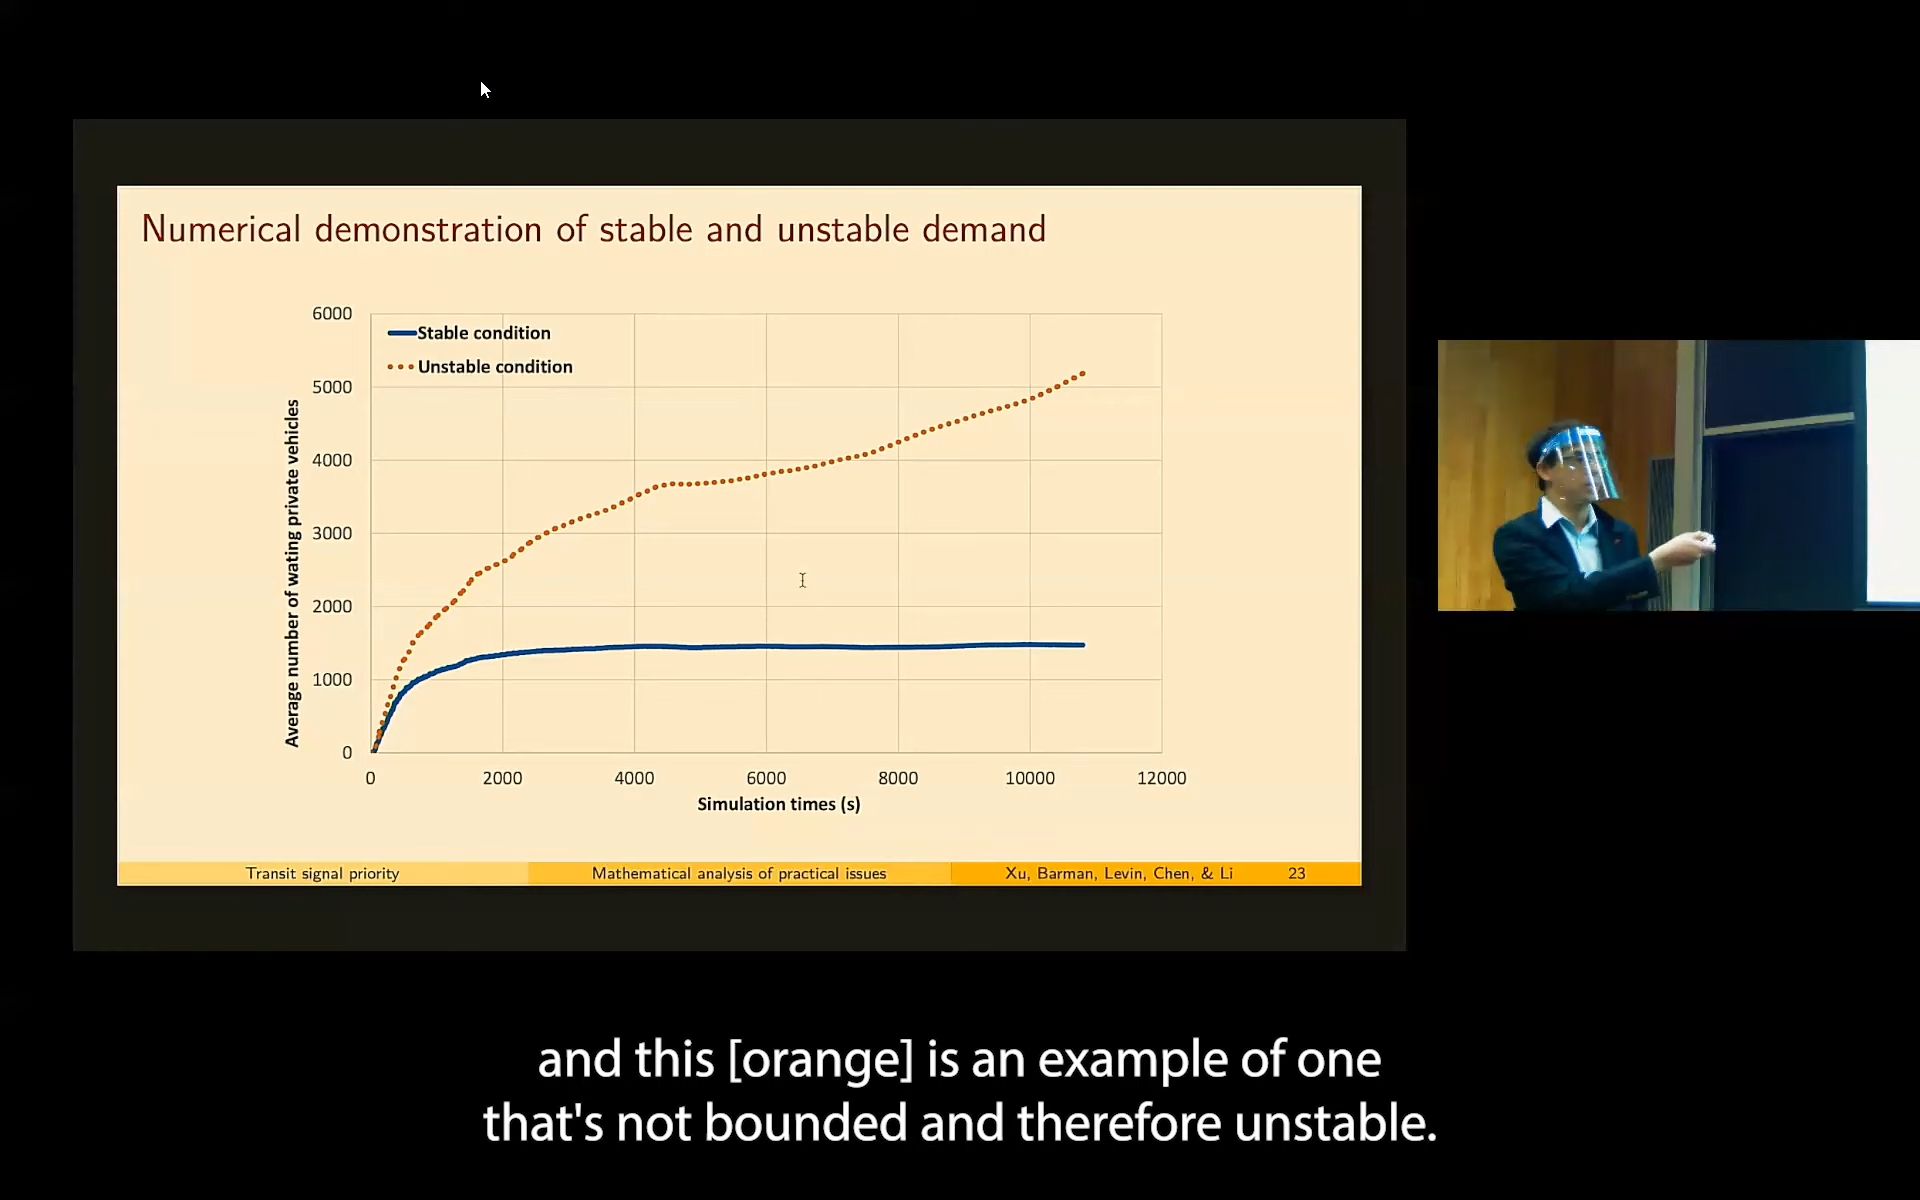 Numerical demonstration of stable and unstable demand
6000
5000
4000
3000
2000
1000
0
Average number of wating private vehicles
Stable condition
Unstable condition
0 2000 4000 6000 8000 10000 12000
Simulation times (s)
Transit signal priority Mathematical analysis of practical issues Xu, Barman, Levin, Chen, & Li 23
and this [orange] is an example of one
that's not bounded and therefore unstable.